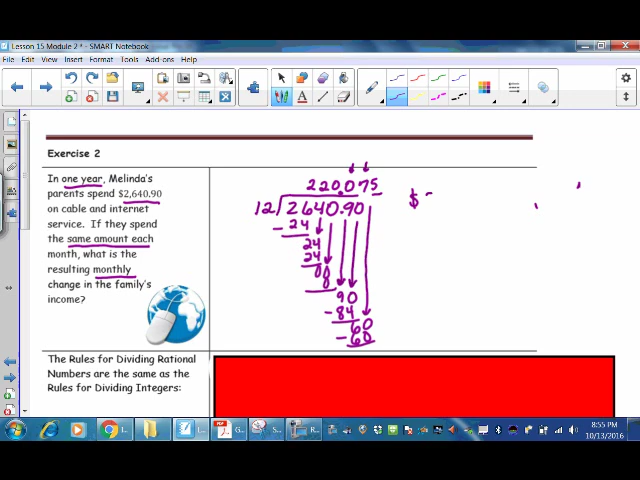 Lesson 15 Module 2 * - SMART Notebook
File Edit View Insert Format Tools Add-ons Help
Exercise 2
In one year, Melinda's
parents spend $2,640.90
on cable and internet
service. If they spend
the same amount each
month, what is the
resulting monthly
change in the family's
income?
220.075
12 2640.90
- 24
24
24
00
90
- 84
60
- 60
$
The Rules for Dividing Rational
Numbers are the same as the
Rules for Dividing Integers:
8:55 PM
10/13/2016